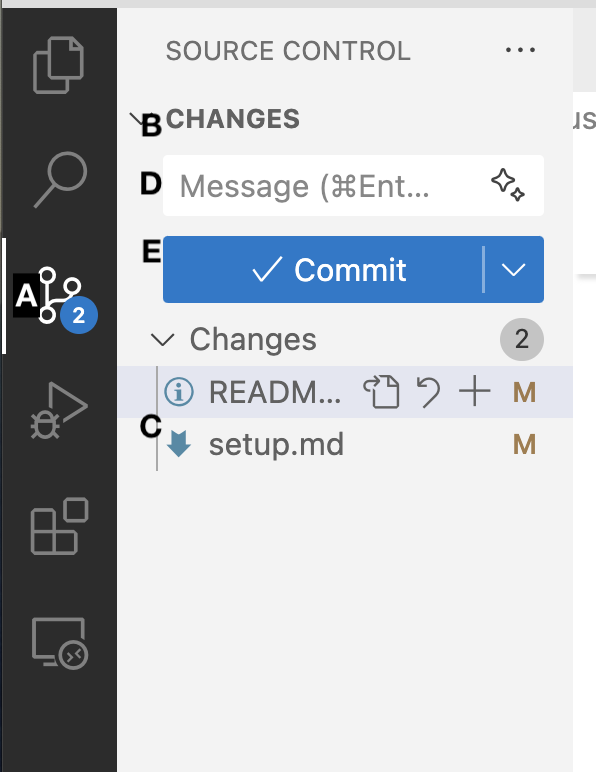 SOURCE CONTROL ...
B CHANGES
D Message (⌘Ent...
E Commit
A 2
Changes 2
READM... M
C
setup.md M